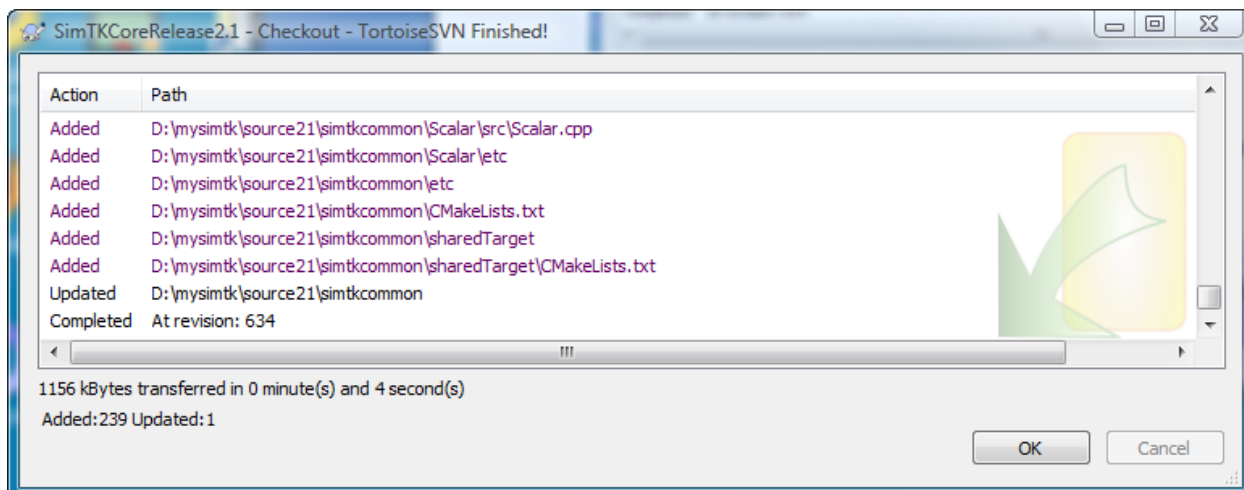 SimTKCoreRelease2.1 - Checkout - TortoiseSVN Finished!
Action Path
Added D:\mysimtk\source21\simtkcommon\Scalar\src\Scalar.cpp
Added D:\mysimtk\source21\simtkcommon\Scalar\etc
Added D:\mysimtk\source21\simtkcommon\etc
Added D:\mysimtk\source21\simtkcommon\CMakeLists.txt
Added D:\mysimtk\source21\simtkcommon\sharedTarget
Added D:\mysimtk\source21\simtkcommon\sharedTarget\CMakeLists.txt
Updated D:\mysimtk\source21\simtkcommon
Completed At revision: 634
1156 kBytes transferred in 0 minute(s) and 4 second(s)
Added:239 Updated:1
OK Cancel